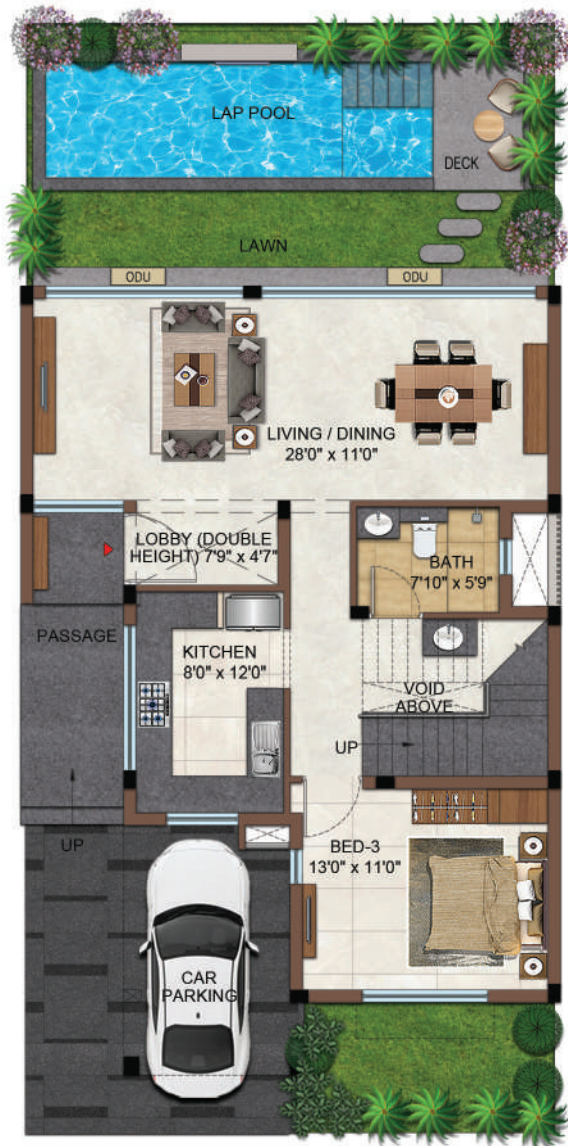 LAP POOL
DECK
LAWN
ODU
ODU
LIVING / DINING
28'0" x 11'0"
LOBBY (DOUBLE
HEIGHT) 7'9" x 4'7"
BATH
7'10" x 5'9"
PASSAGE
KITCHEN
8'0" x 12'0"
VOID
ABOVE
UP
UP
BED-3
13'0" x 11'0"
CAR
PARKING